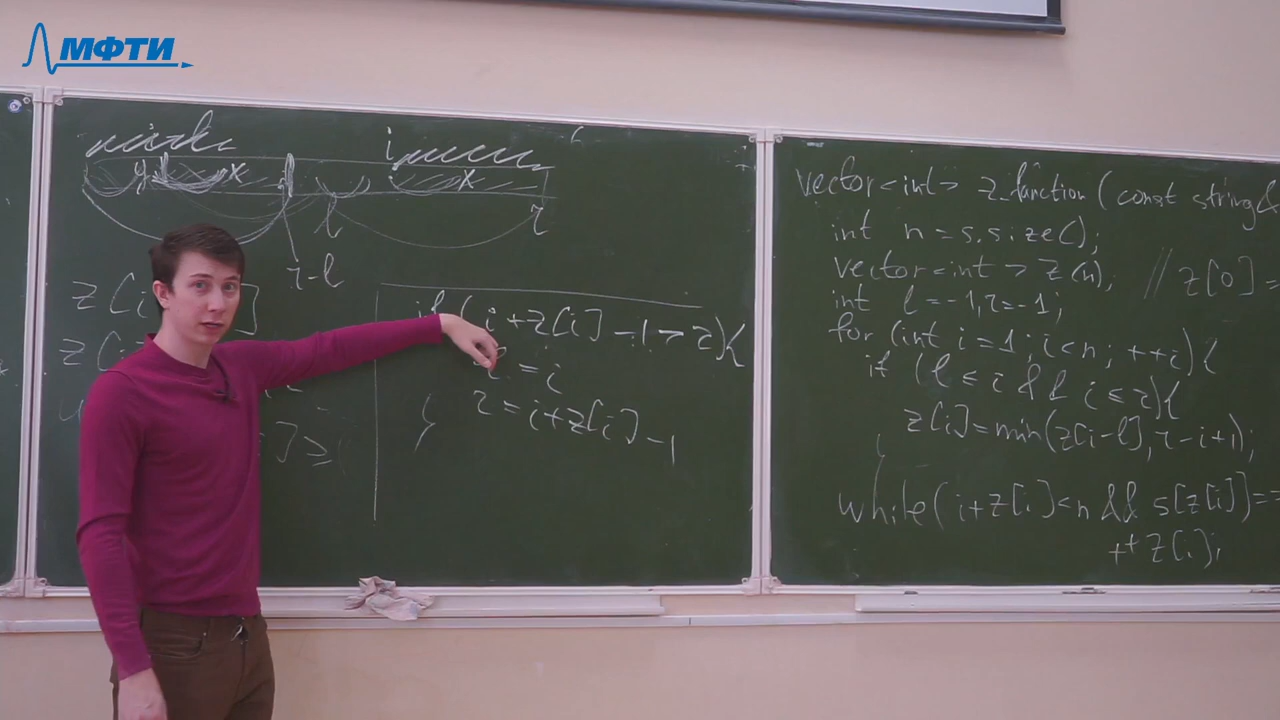 МФТИ
i
x
x
l
r
r-l
z[i
z[i
] ≥
if (i+z[i]-1 > r){
l = i
r = i+z[i]-1
}
vector<int> z_function(const string&
int n = s.size();
vector<int> z(n); // z[0] =
int l = -1, r = -1;
for (int i = 1; i < n; ++i){
if (l ≤ i && i ≤ r){
z[i] = min(z[i-l], r-i+1);
}
while(i+z[i]<n && s[z[i]]==
++z[i];